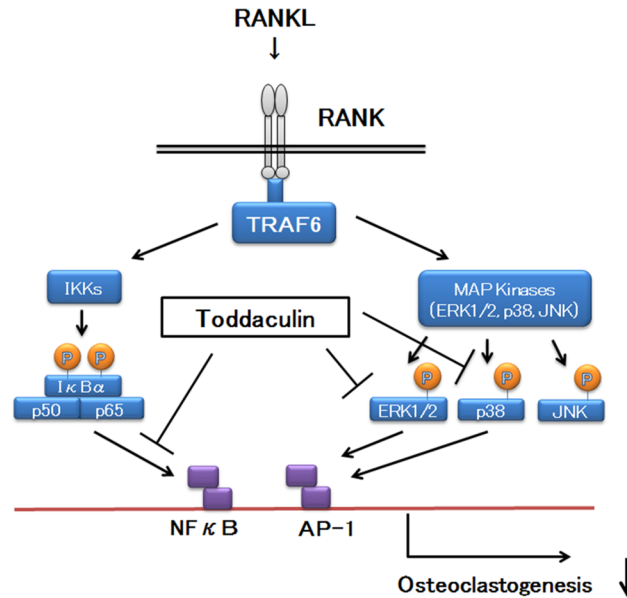 RANKL
RANK
TRAF6
IKKs
MAP Kinases
(ERK1/2, p38, JNK)
Toddaculin
P P
IκBα
p50 p65
P
ERK1/2
P
p38
P
JNK
NFκB
AP-1
Osteoclastogenesis